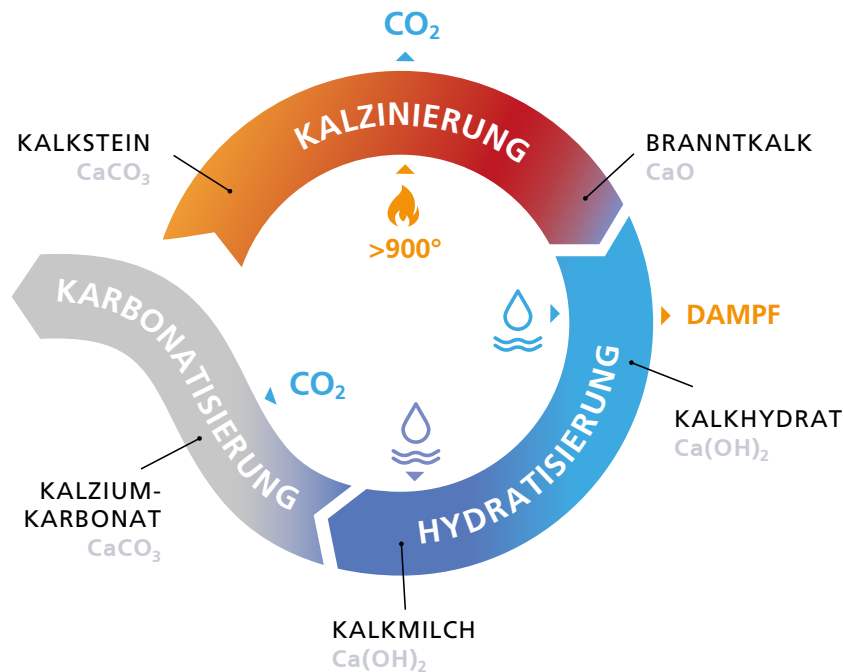 CO₂
KALZINIERUNG
KALKSTEIN
CaCO₃
BRANNTKALK
CaO
>900°
DAMPF
KARBONATISIERUNG
CO₂
HYDRATISIERUNG
KALKHYDRAT
Ca(OH)₂
KALZIUM-
KARBONAT
CaCO₃
KALKMILCH
Ca(OH)₂